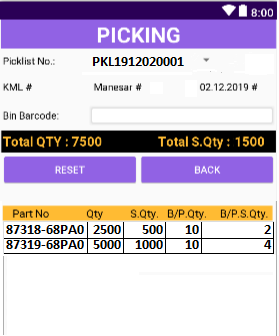 8:00
PICKING
Picklist No.: PKL1912020001
KML # Manesar # 02.12.2019 #
Bin Barcode:
Total QTY : 7500 Total S.Qty : 1500
RESET BACK
Part No Qty S.Qty. B/P.Qty. B/P.S.Qty.
87318-68PA0 2500 500 10 2
87319-68PA0 5000 1000 10 4